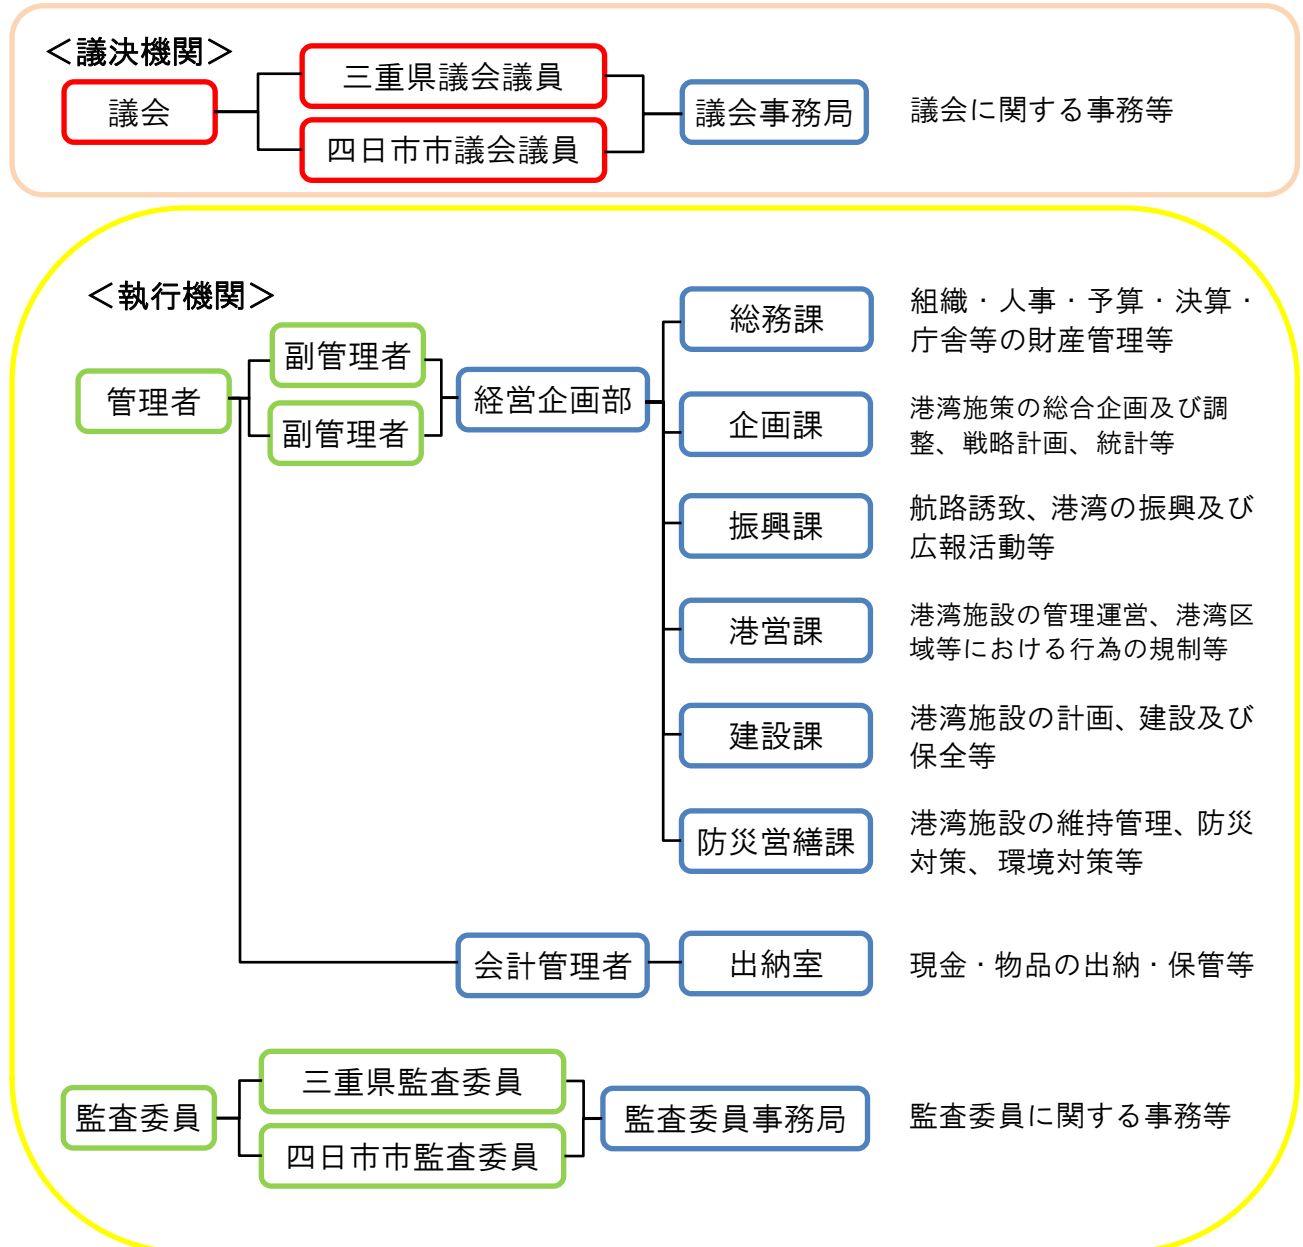 ＜議決機関＞
議会
三重県議会議員
四日市市議会議員
議会事務局
議会に関する事務等
＜執行機関＞
管理者
副管理者
副管理者
経営企画部
総務課
組織・人事・予算・決算・
庁舎等の財産管理等
企画課
港湾施策の総合企画及び調
整、戦略計画、統計等
振興課
航路誘致、港湾の振興及び
広報活動等
港営課
港湾施設の管理運営、港湾区
域等における行為の規制等
建設課
港湾施設の計画、建設及び
保全等
防災営繕課
港湾施設の維持管理、防災
対策、環境対策等
会計管理者
出納室
現金・物品の出納・保管等
監査委員
三重県監査委員
四日市市監査委員
監査委員事務局
監査委員に関する事務等